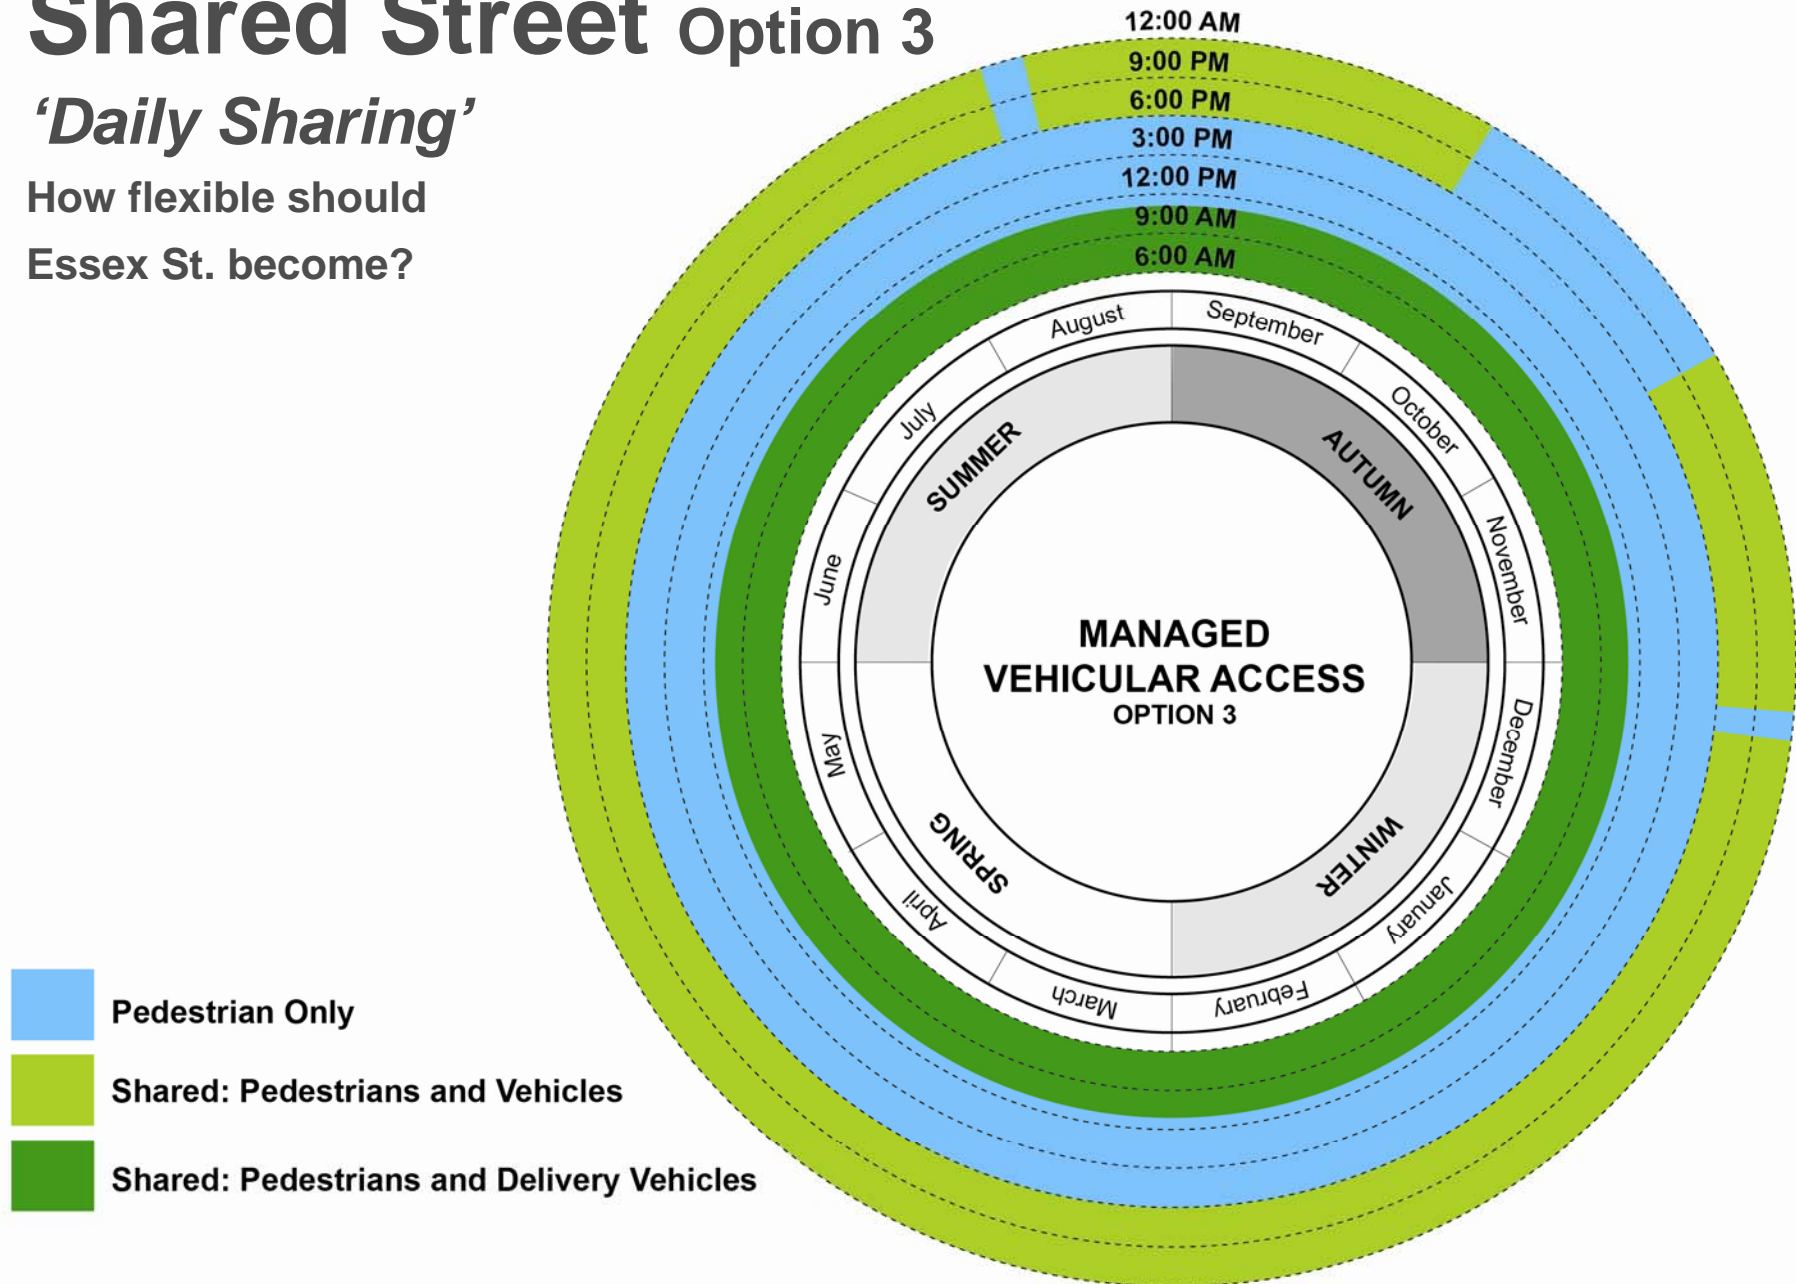 Shared Street Option 3
‘Daily Sharing’
How flexible should
Essex St. become?
12:00 AM
9:00 PM
6:00 PM
3:00 PM
12:00 PM
9:00 AM
6:00 AM
August
September
July
October
June
November
May
December
April
January
March
February
SUMMER
AUTUMN
SPRING
WINTER
MANAGED
VEHICULAR ACCESS
OPTION 3
Pedestrian Only
Shared: Pedestrians and Vehicles
Shared: Pedestrians and Delivery Vehicles